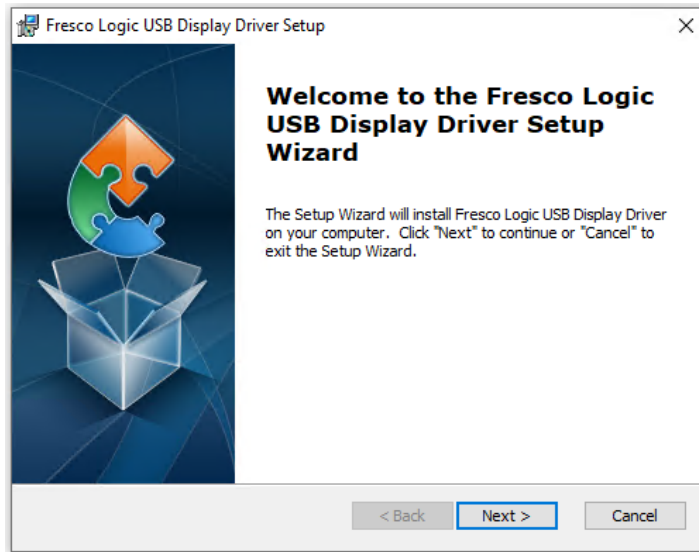 Fresco Logic USB Display Driver Setup
Welcome to the Fresco Logic
USB Display Driver Setup
Wizard
The Setup Wizard will install Fresco Logic USB Display Driver
on your computer.  Click "Next" to continue or "Cancel" to
exit the Setup Wizard.
< Back
Next >
Cancel